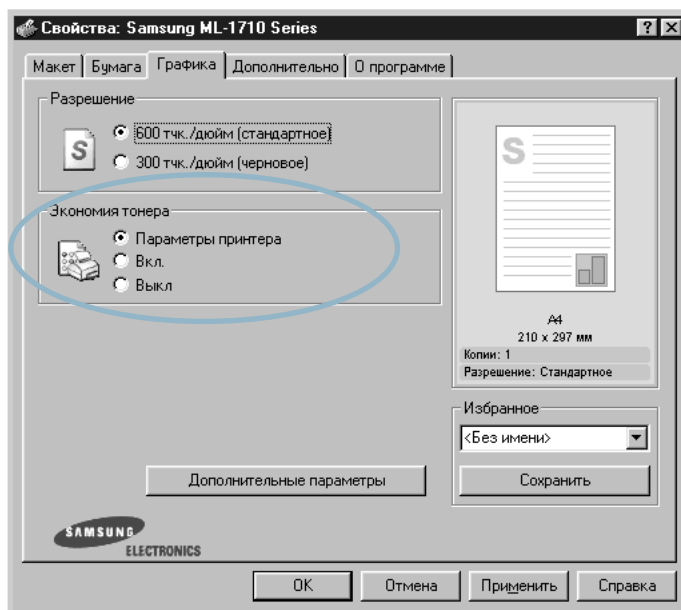 Свойства: Samsung ML-1710 Series
Макет Бумага Графика Дополнительно О программе
Разрешение
S
600 тчк./дюйм (стандартное)
300 тчк./дюйм (черновое)
Экономия тонера
Параметры принтера
Вкл.
Выкл
S
A4
210 x 297 мм
Копии: 1
Разрешение: Стандартное
Избранное
<Без имени>
Дополнительные параметры
Сохранить
SAMSUNG
ELECTRONICS
OK Отмена Применить Справка